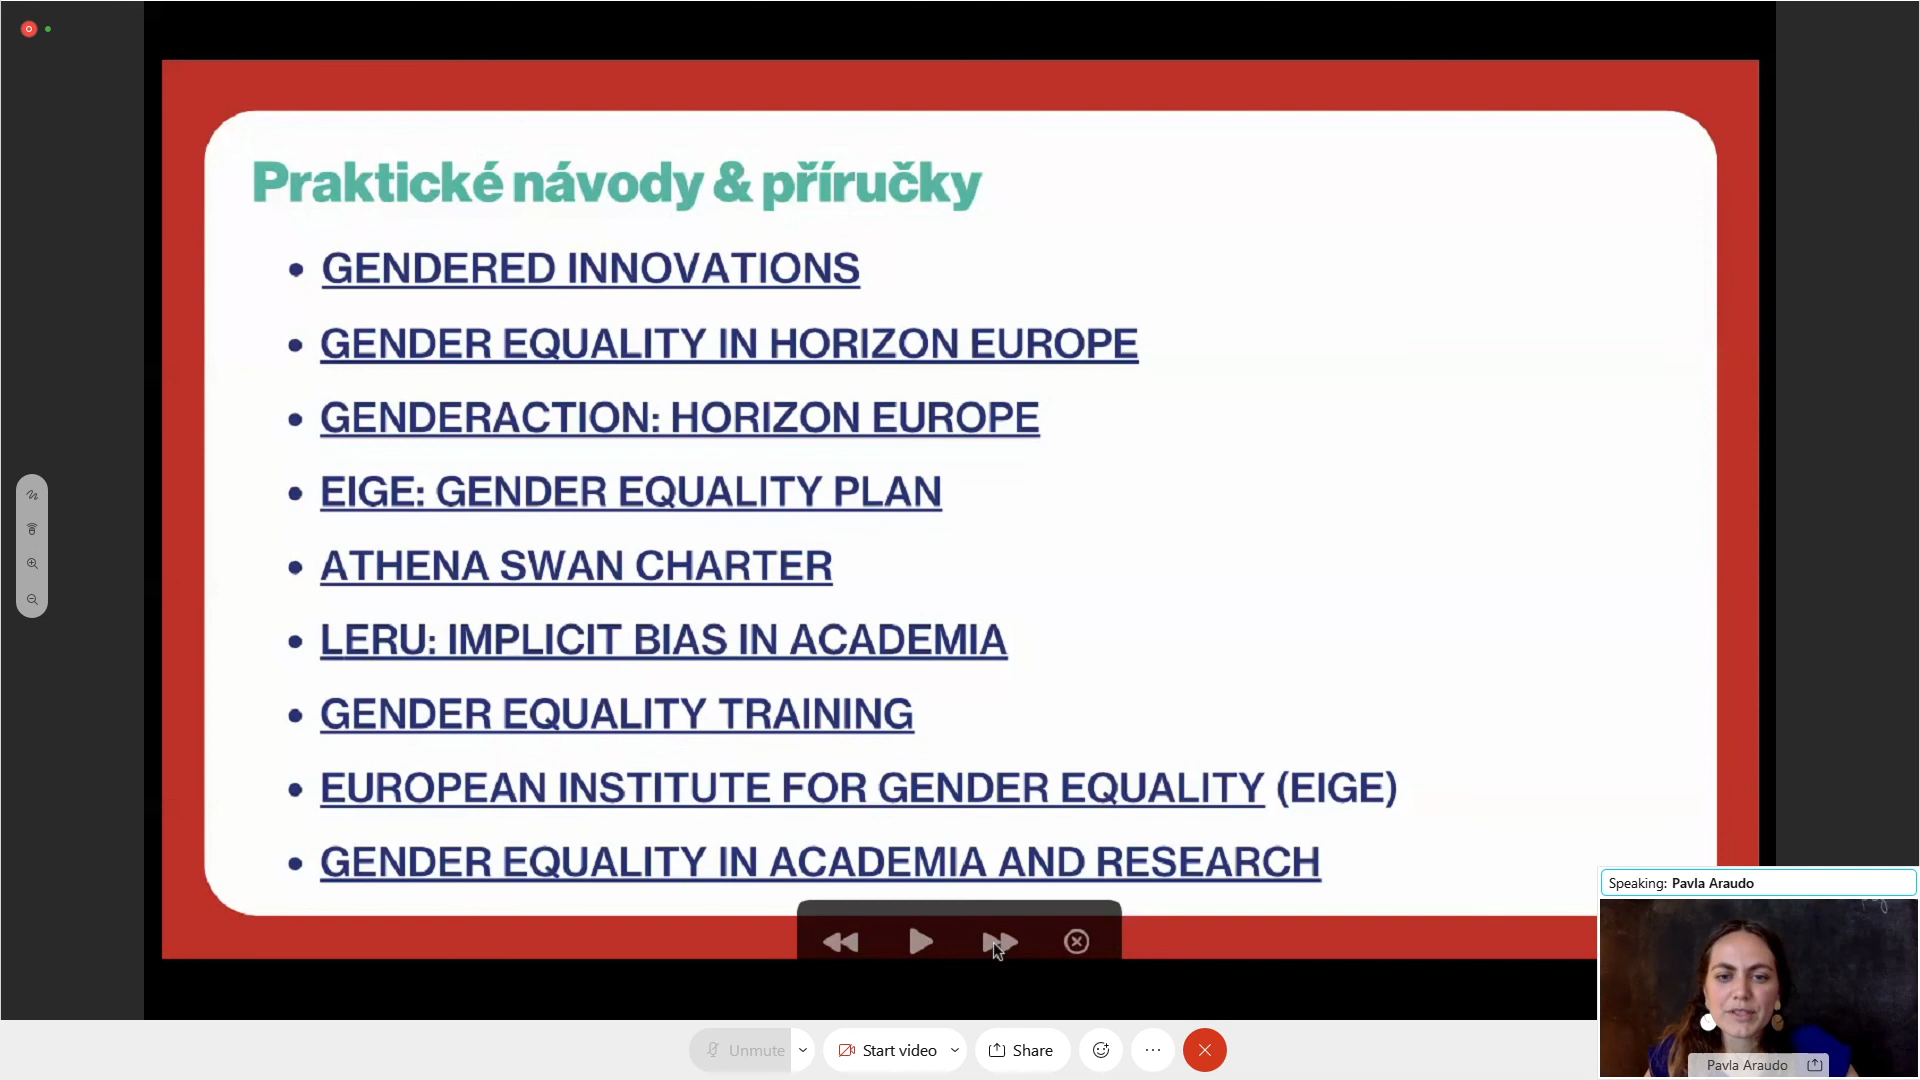 Praktické návody & příručky
GENDERED INNOVATIONS
GENDER EQUALITY IN HORIZON EUROPE
GENDERACTION: HORIZON EUROPE
EIGE: GENDER EQUALITY PLAN
ATHENA SWAN CHARTER
LERU: IMPLICIT BIAS IN ACADEMIA
GENDER EQUALITY TRAINING
EUROPEAN INSTITUTE FOR GENDER EQUALITY (EIGE)
GENDER EQUALITY IN ACADEMIA AND RESEARCH
Speaking: Pavla Araudo
Pavla Araudo
Unmute
Start video
Share